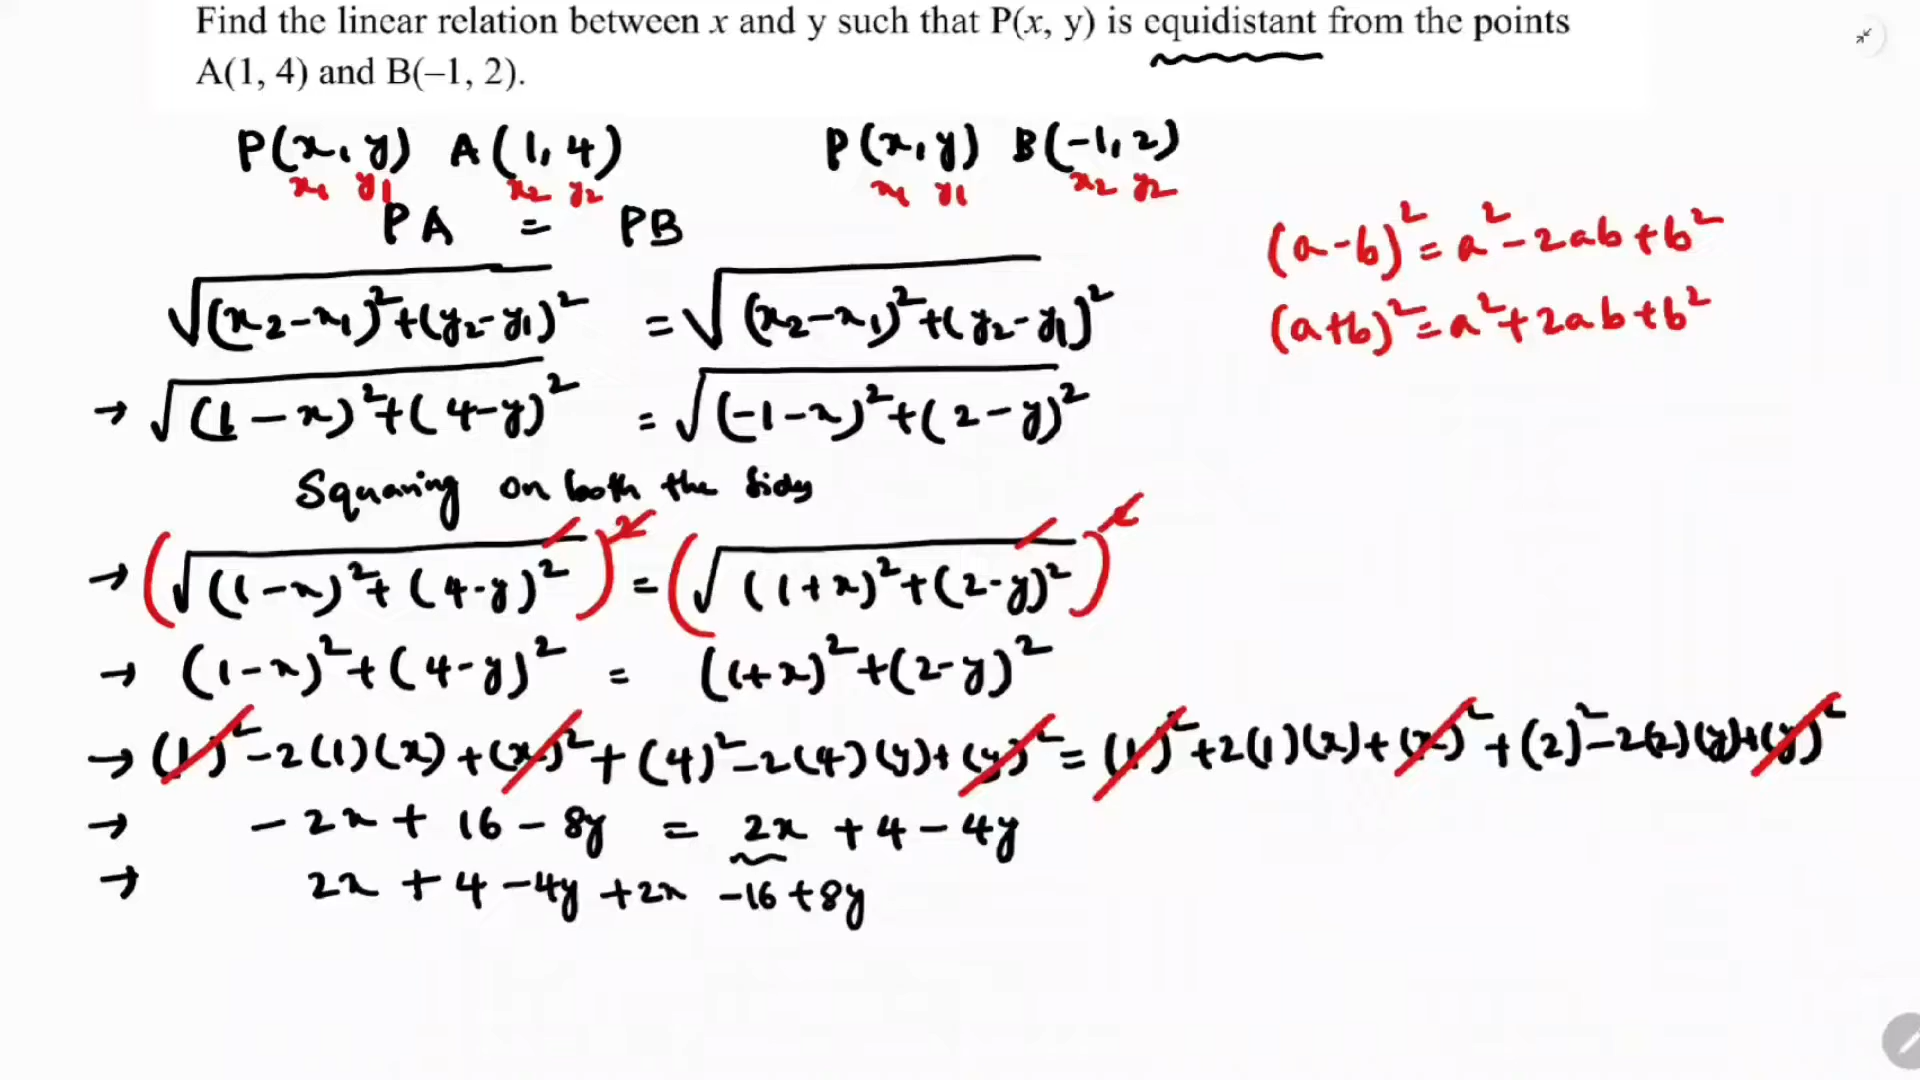 Find the linear relation between x and y such that P(x, y) is equidistant from the points
A(1, 4) and B(–1, 2).
P(x, y) A(1, 4) P(x, y) B(-1, 2)
x1 y1 x2 y2 x1 y1 x2 y2
PA = PB
(a-b)² = a² - 2ab + b²
√(x2-x1)²+(y2-y1)² = √(x2-x1)²+(y2-y1)²
(a+b)² = a² + 2ab + b²
→ √(1-x)²+(4-y)² = √(-1-x)²+(2-y)²
Squaring on both the sides
→ (√(1-x)²+(4-y)²)² = (√(1+x)²+(2-y)²)²
→ (1-x)²+(4-y)² = (1+x)²+(2-y)²
→ (1)²-2(1)(x)+(x)²+(4)²-2(4)(y)+(y)² = (1)²+2(1)(x)+(x)²+(2)²-2(2)(y)+(y)²
→ -2x + 16 - 8y = 2x + 4 - 4y
→ 2x + 4 - 4y + 2x - 16 + 8y